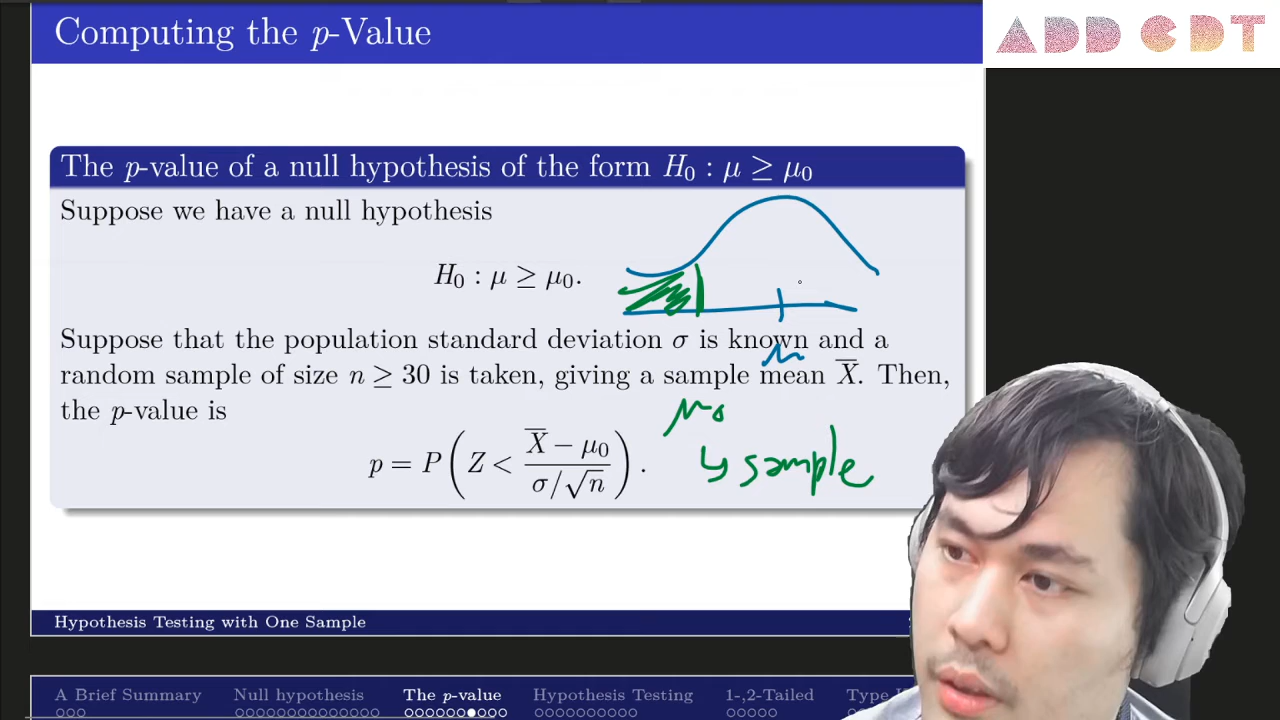 Computing the p-Value
ADD CDT
The p-value of a null hypothesis of the form H₀ : μ ≥ μ₀
Suppose we have a null hypothesis
H₀ : μ ≥ μ₀.
Suppose that the population standard deviation σ is known and a
μ
random sample of size n ≥ 30 is taken, giving a sample mean X̅. Then,
the p-value is
μ₀
p = P(Z < (X̅ − μ₀)/(σ/√n)).
↳ sample
Hypothesis Testing with One Sample
A Brief Summary Null hypothesis The p-value Hypothesis Testing 1-,2-Tailed Type